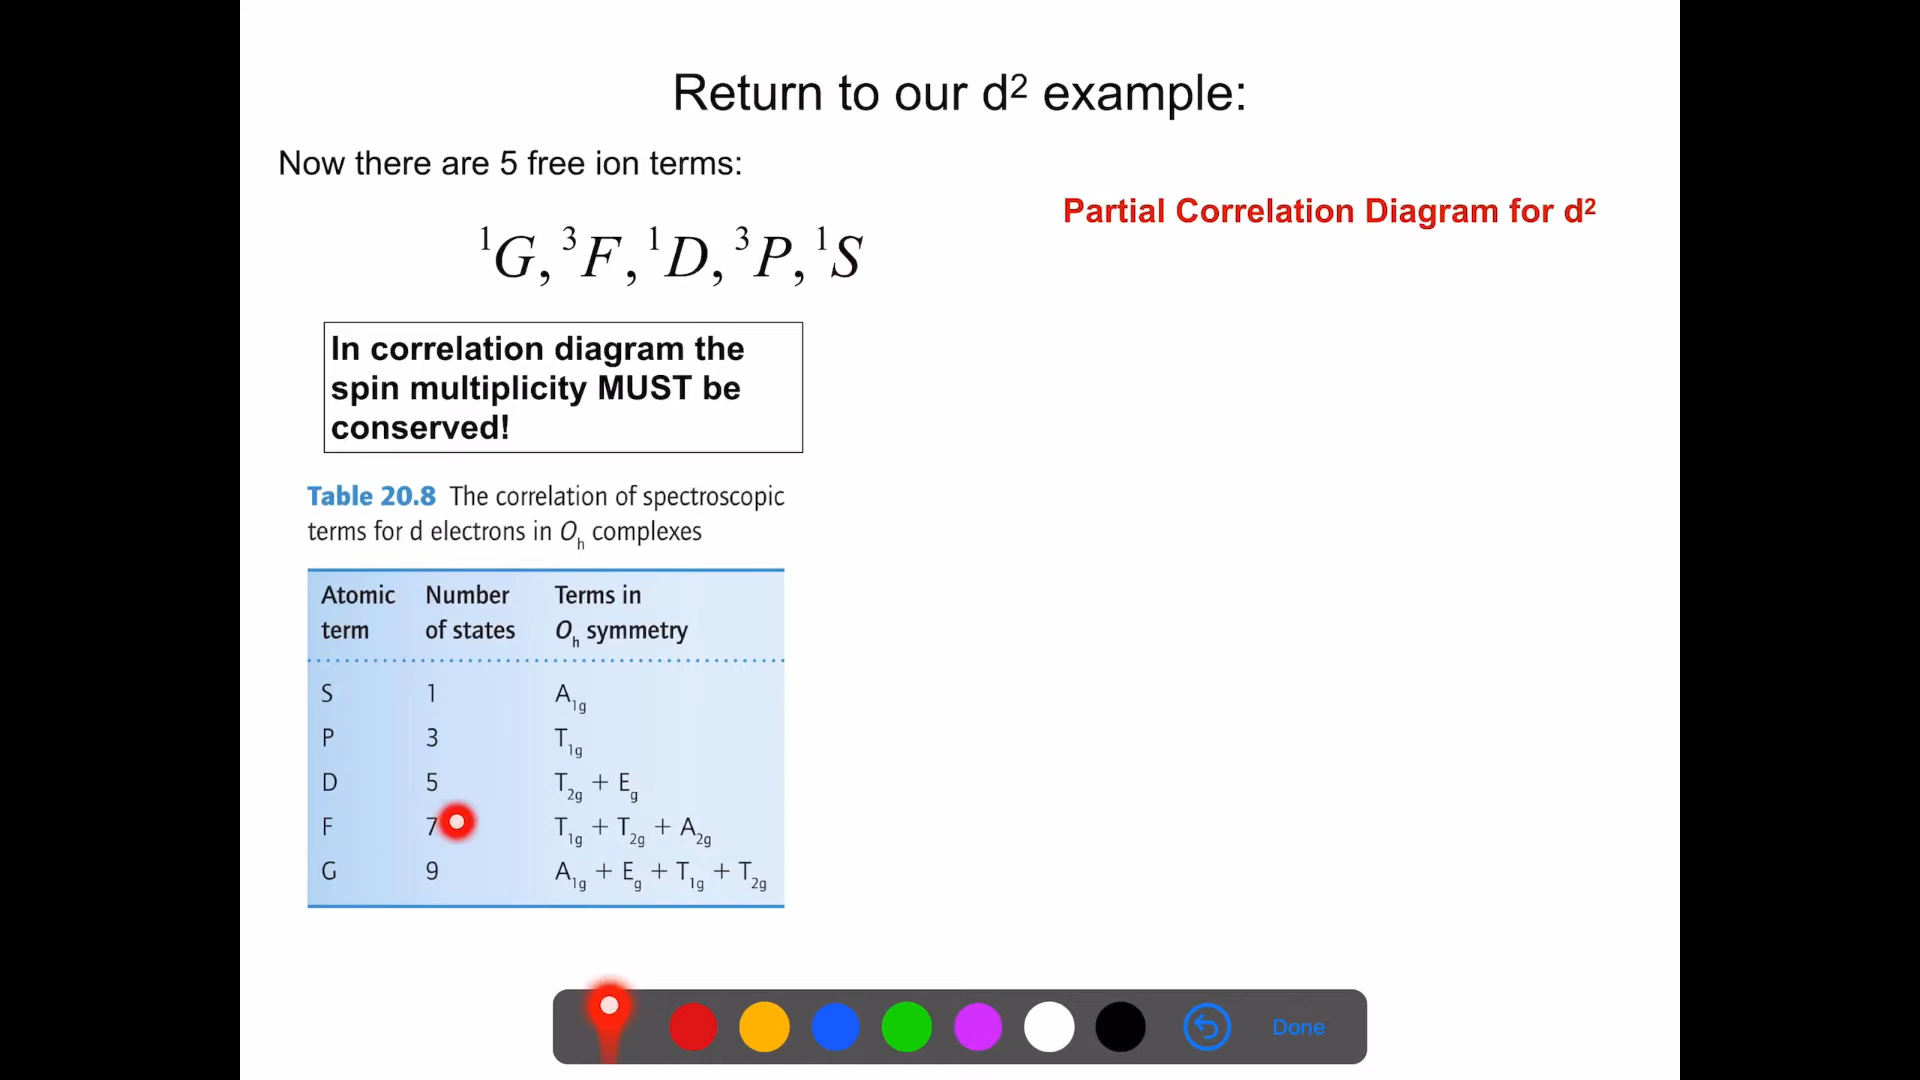 Return to our d² example:
Now there are 5 free ion terms:
Partial Correlation Diagram for d²
¹G, ³F, ¹D, ³P, ¹S
In correlation diagram the
spin multiplicity MUST be
conserved!
Table 20.8 The correlation of spectroscopic
terms for d electrons in Oh complexes
Atomic Number Terms in
term of states Oh symmetry
S 1 A1g
P 3 T1g
D 5 T2g + Eg
F 7 T1g + T2g + A2g
G 9 A1g + Eg + T1g + T2g
Done